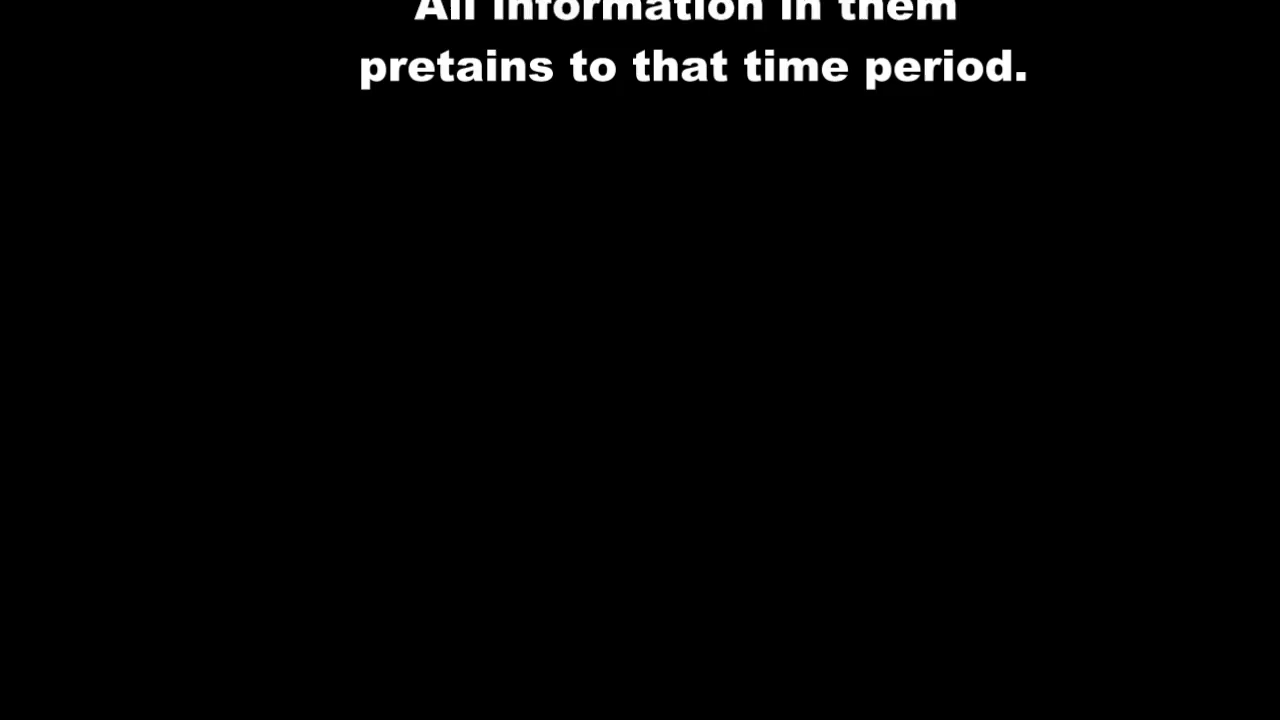 All information in them
pretains to that time period.